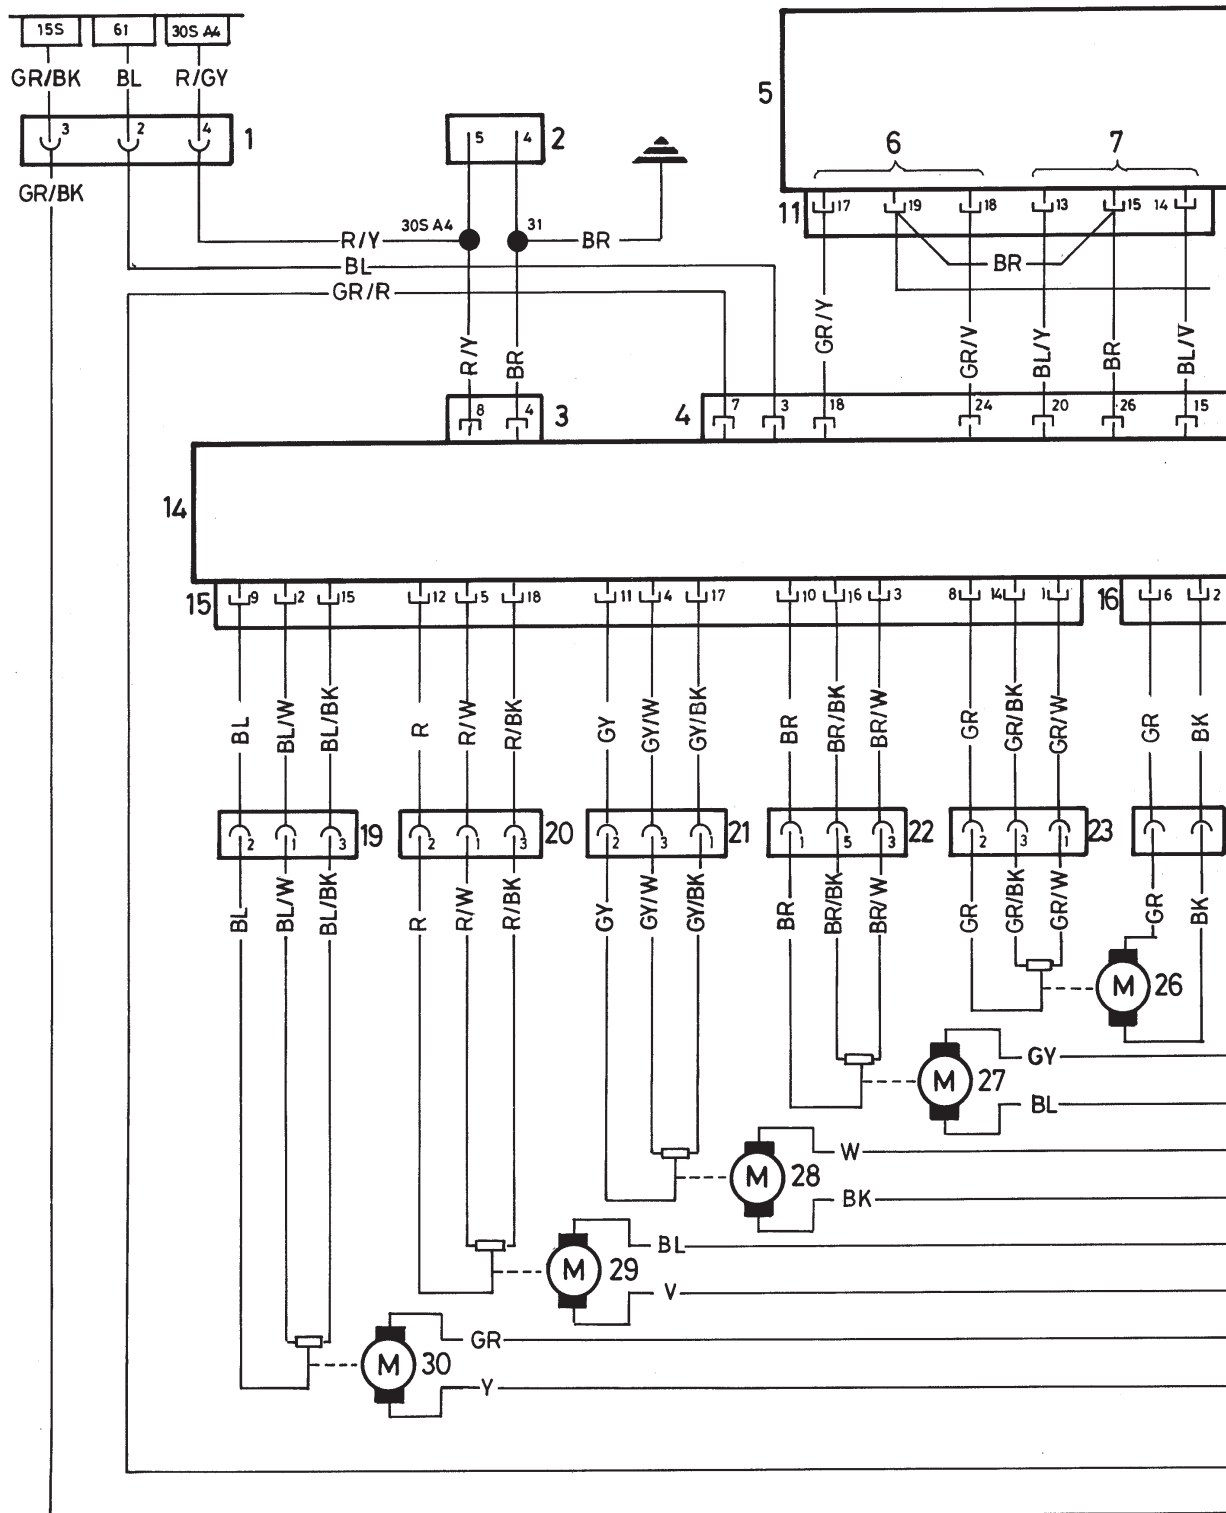 15S 61 30S A4
GR/BK BL R/GY
5
3 2 4 1
5 4 2
6 7
GR/BK
11 17 19 18 13 15 14
30S A4 31
R/Y BR
BL BR
GR/R
GR/Y GR/V BL/Y BR BL/V
R/Y BR
8 4 3
4 7 3 18 24 20 26 15
14
15 9 2 15 12 5 18 11 4 17 10 16 3 8 14 1 16 6 2
BL BL/W BL/BK R R/W R/BK GY GY/W GY/BK BR BR/BK BR/W GR GR/BK GR/W GR BK
2 1 3 19 2 1 3 20 2 3 1 21 1 5 3 22 2 3 1 23
BL BL/W BL/BK R R/W R/BK GY GY/W GY/BK BR BR/BK BR/W GR GR/BK GR/W GR BK
M 26
GY
M 27
BL
W
M 28
BK
BL
M 29
V
GR
M 30
Y